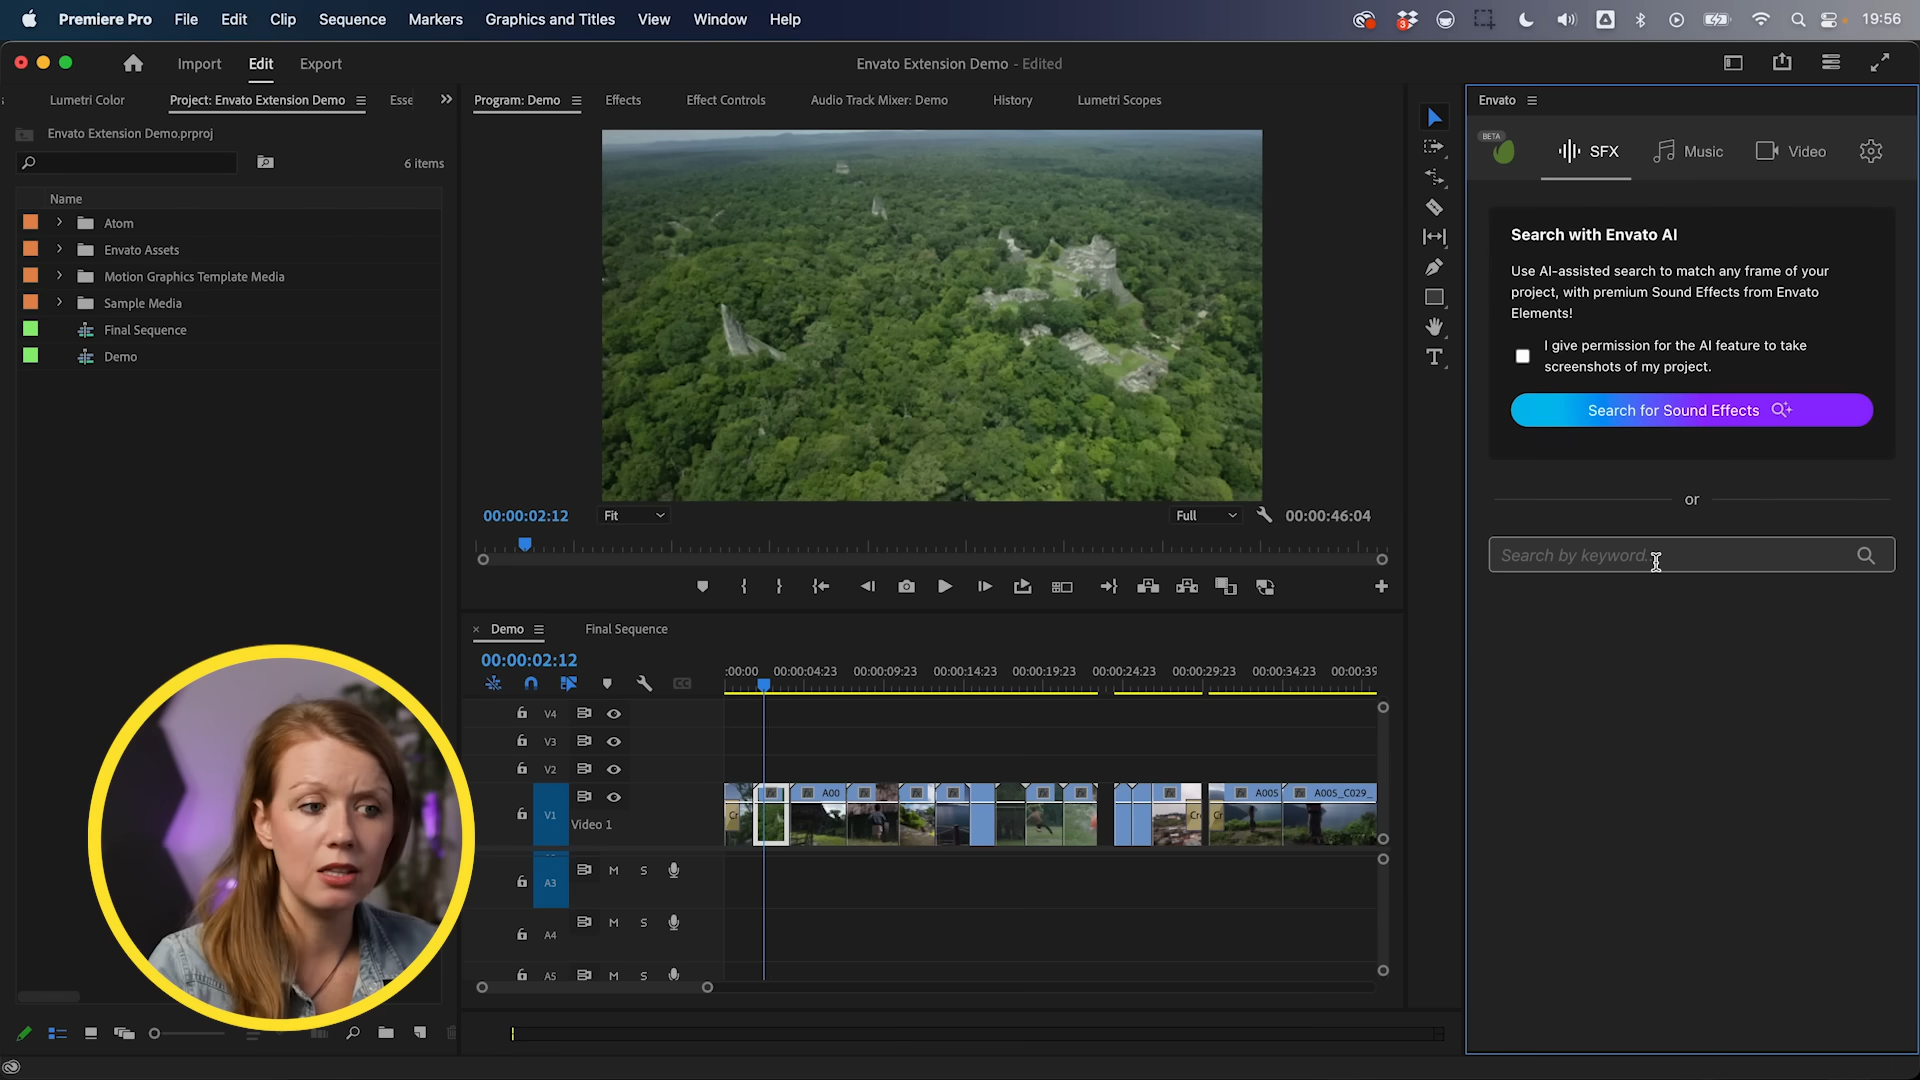 Premiere Pro File Edit Clip Sequence Markers Graphics and Titles View Window Help
3
19:56
Import Edit Export
Envato Extension Demo - Edited
Lumetri Color Project: Envato Extension Demo Esse
Program: Demo Effects Effect Controls Audio Track Mixer: Demo History Lumetri Scopes
Envato
Envato Extension Demo.prproj
6 items
Name
Atom
Envato Assets
Motion Graphics Template Media
Sample Media
Final Sequence
Demo
BETA
SFX Music Video
Search with Envato AI
Use AI-assisted search to match any frame of your
project, with premium Sound Effects from Envato
Elements!
I give permission for the AI feature to take
screenshots of my project.
Search for Sound Effects
or
Search by keyword...
00:00:02:12 Fit Full 00:00:46:04
Demo Final Sequence
00:00:02:12
:00:00 00:00:04:23 00:00:09:23 00:00:14:23 00:00:19:23 00:00:24:23 00:00:29:23 00:00:34:23 00:00:39
V4
V3
V2
V1
Video 1
A00 A005 A005_C029_
Cr Cr Cr
A3 M S
A4 M S
A5 M S